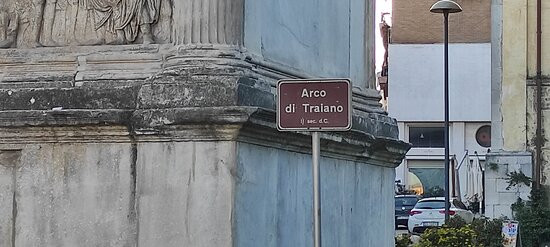 Arco
di Traiano
II sec. d.C.